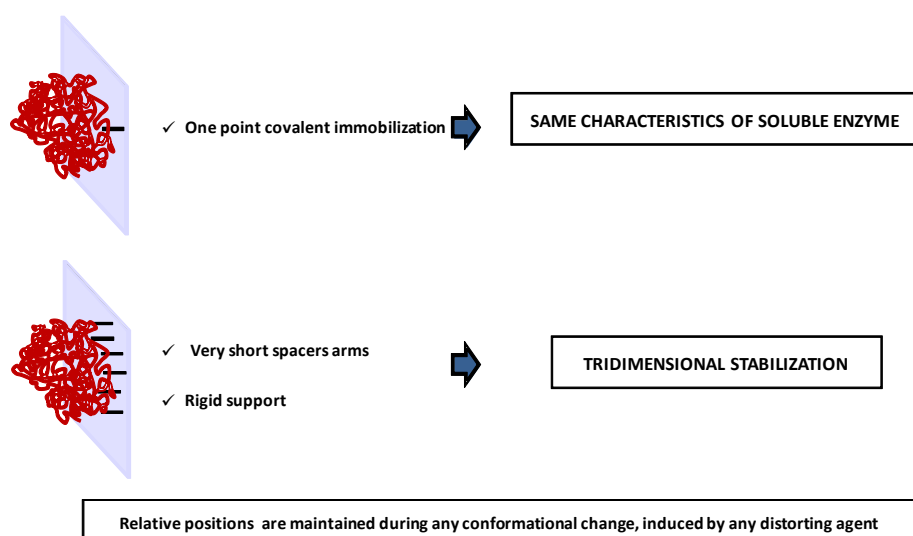 ✓ One point covalent immobilization
SAME CHARACTERISTICS OF SOLUBLE ENZYME
✓ Very short spacers arms
✓ Rigid support
TRIDIMENSIONAL STABILIZATION
Relative positions are maintained during any conformational change, induced by any distorting agent